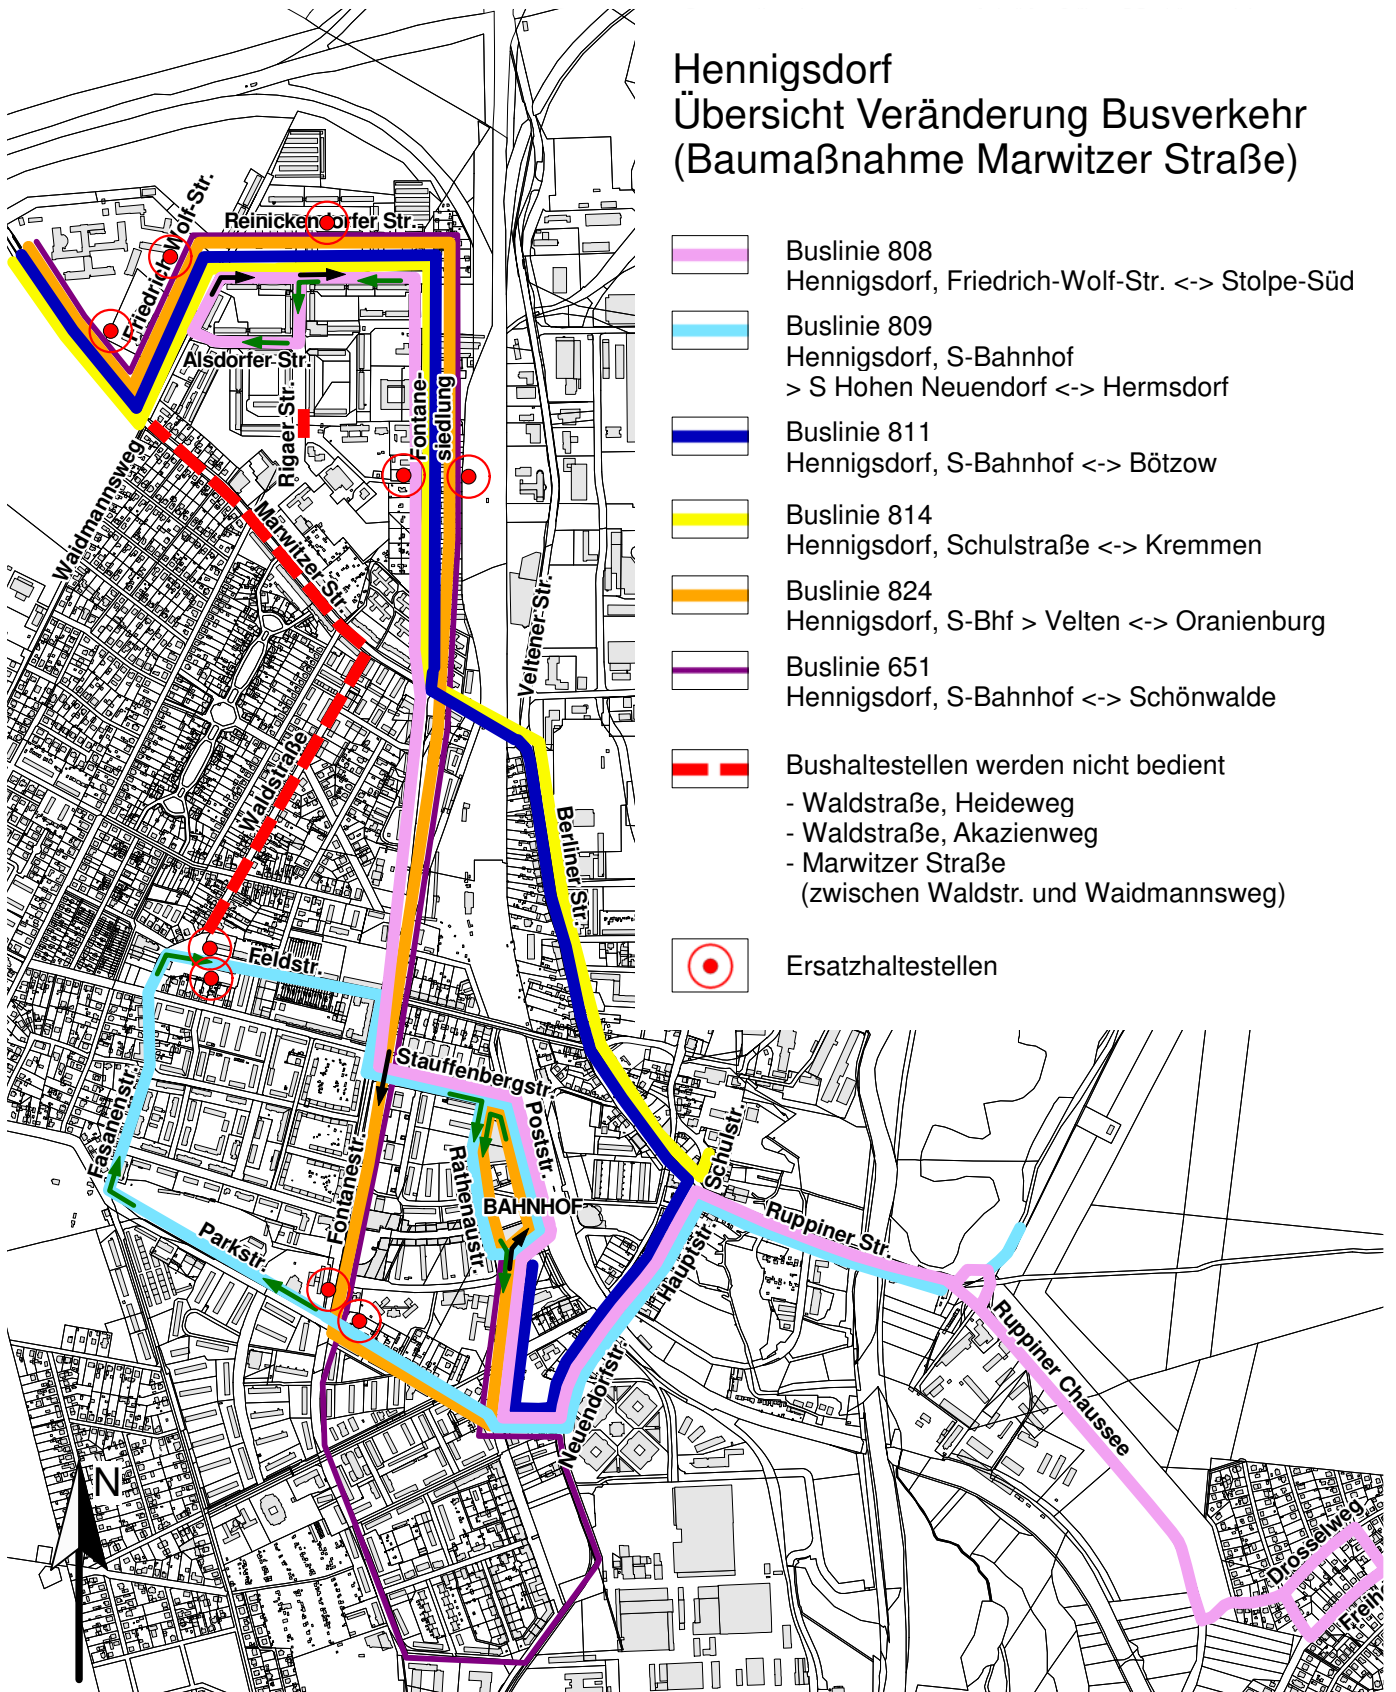 Hennigsdorf
Übersicht Veränderung Busverkehr
(Baumaßnahme Marwitzer Straße)
Buslinie 808
Hennigsdorf, Friedrich-Wolf-Str. <-> Stolpe-Süd
Buslinie 809
Hennigsdorf, S-Bahnhof
> S Hohen Neuendorf <-> Hermsdorf
Buslinie 811
Hennigsdorf, S-Bahnhof <-> Bötzow
Buslinie 814
Hennigsdorf, Schulstraße <-> Kremmen
Buslinie 824
Hennigsdorf, S-Bhf > Velten <-> Oranienburg
Buslinie 651
Hennigsdorf, S-Bahnhof <-> Schönwalde
Bushaltestellen werden nicht bedient
- Waldstraße, Heideweg
- Waldstraße, Akazienweg
- Marwitzer Straße
(zwischen Waldstr. und Waidmannsweg)
Ersatzhaltestellen
Friedrich-Wolf-Str.
Reinickendorfer Str.
Alsdorfer Str.
Rigaer Str.
Fontane-
siedlung
Waidmannsweg
Marwitzer Str.
Veltener Str.
Waldstraße
Berliner Str.
Feldstr.
Stauffenbergstr.
Poststr.
Fasanenstr.
Fontanestr.
Rathenaustr.
BAHNHOF
Schulstr.
Parkstr.
Hauptstr.
Ruppiner Str.
Neuendorfstr.
Ruppiner Chaussee
Drosselweg
Freih
N